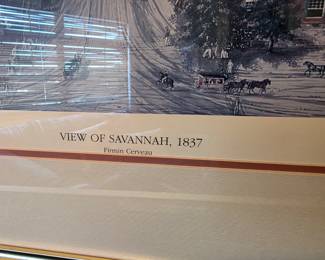 VIEW OF SAVANNAH, 1837
Firmin Cerveau